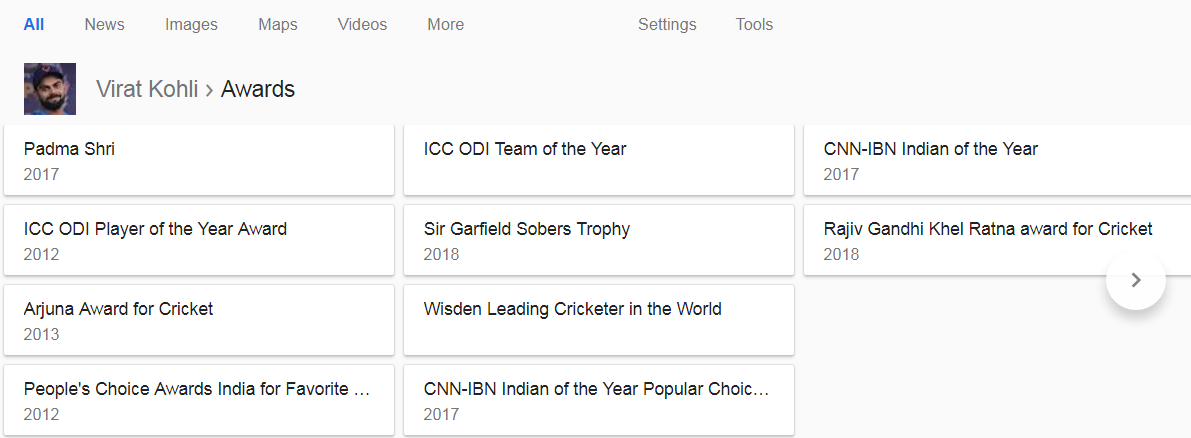 All News Images Maps Videos More Settings Tools
Virat Kohli › Awards
Padma Shri
2017
ICC ODI Team of the Year
CNN-IBN Indian of the Year
2017
ICC ODI Player of the Year Award
2012
Sir Garfield Sobers Trophy
2018
Rajiv Gandhi Khel Ratna award for Cricket
2018
Arjuna Award for Cricket
2013
Wisden Leading Cricketer in the World
People's Choice Awards India for Favorite ...
2012
CNN-IBN Indian of the Year Popular Choic...
2017